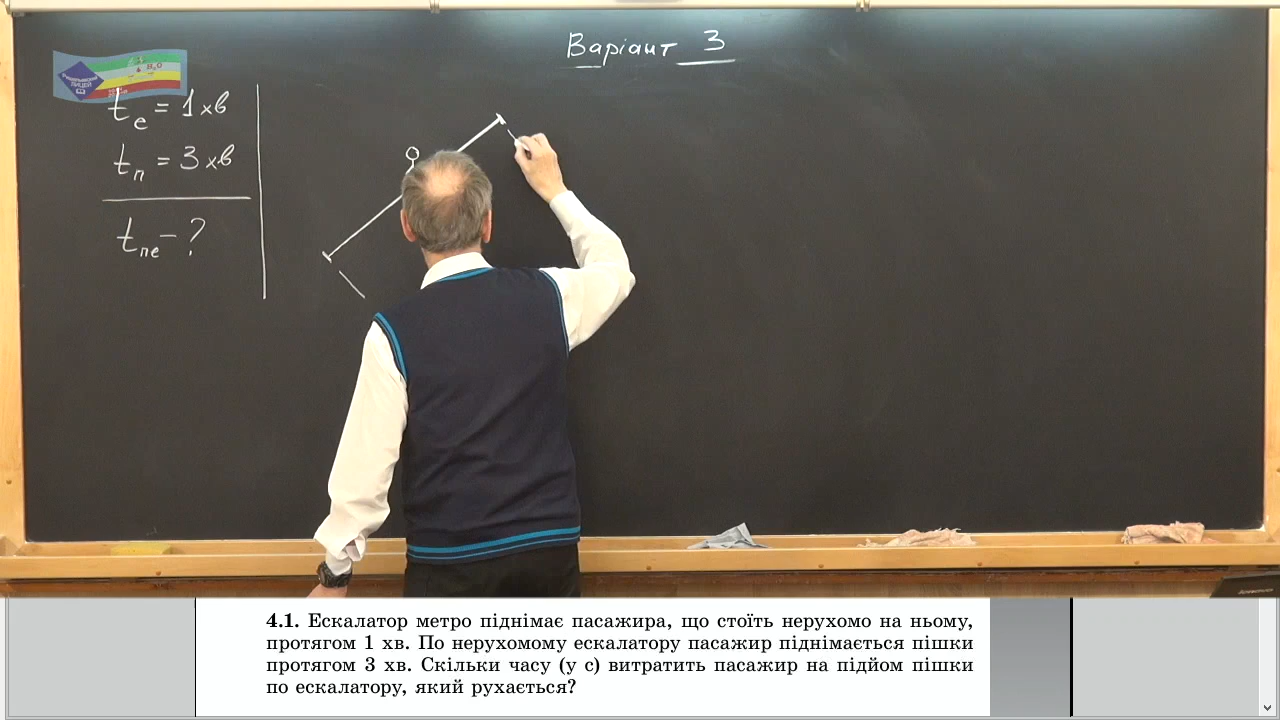 Варіант 3
tе = 1 хв
tп = 3 хв
tпе - ?
4.1. Ескалатор метро піднімає пасажира, що стоїть нерухомо на ньому,
протягом 1 хв. По нерухомому ескалатору пасажир піднімається пішки
протягом 3 хв. Скільки часу (у с) витратить пасажир на підйом пішки
по ескалатору, який рухається?